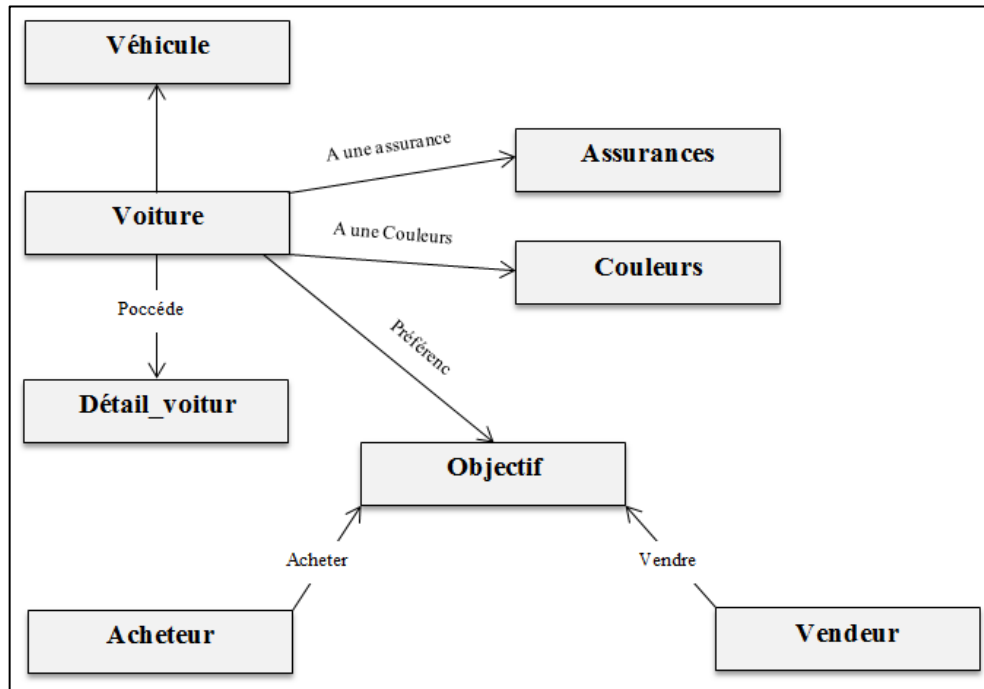 Véhicule
A une assurance
Assurances
Voiture
A une Couleurs
Couleurs
Poccéde
Préférenc
Détail_voitur
Objectif
Acheter
Vendre
Acheteur
Vendeur